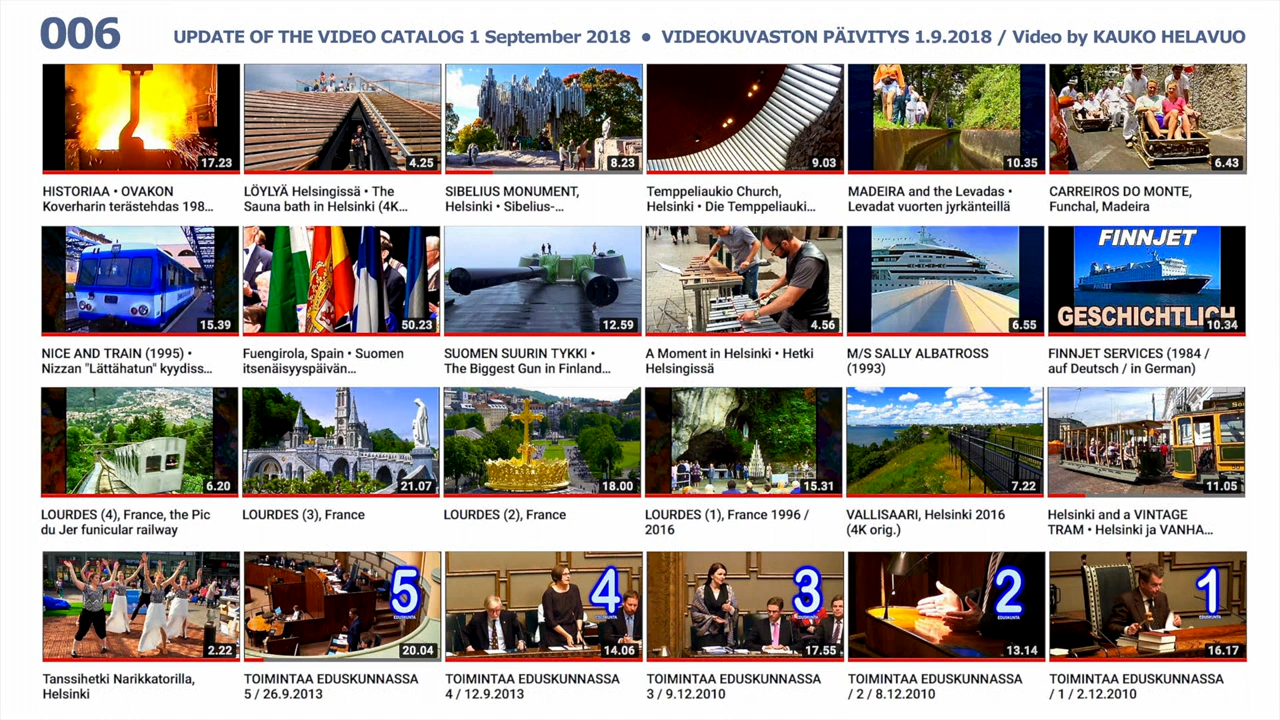 006
UPDATE OF THE VIDEO CATALOG 1 September 2018 ● VIDEOKUVASTON PÄIVITYS 1.9.2018 / Video by KAUKO HELAVUO
17.23
4.25
8.23
9.03
10.35
6.43
HISTORIAA • OVAKON
Koverharin terästehdas 198...
LÖYLYÄ Helsingissä • The
Sauna bath in Helsinki (4K...
SIBELIUS MONUMENT,
Helsinki • Sibelius-...
Temppeliaukio Church,
Helsinki • Die Temppeliauki...
MADEIRA and the Levadas •
Levadat vuorten jyrkänteillä
CARREIROS DO MONTE,
Funchal, Madeira
15.39
50.23
12.59
4.56
6.55
FINNJET
FINNJET
GESCHICHTLICH
10.34
NICE AND TRAIN (1995) •
Nizzan "Lättähatun" kyydiss...
Fuengirola, Spain • Suomen
itsenäisyyspäivän...
SUOMEN SUURIN TYKKI •
The Biggest Gun in Finland...
A Moment in Helsinki • Hetki
Helsingissä
M/S SALLY ALBATROSS
(1993)
FINNJET SERVICES (1984 /
auf Deutsch / in German)
6.20
21.07
18.00
15.31
7.22
11.05
LOURDES (4), France, the Pic
du Jer funicular railway
LOURDES (3), France
LOURDES (2), France
LOURDES (1), France 1996 /
2016
VALLISAARI, Helsinki 2016
(4K orig.)
Helsinki and a VINTAGE
TRAM • Helsinki ja VANHA...
2.22
5
EDUSKUNTA
20.04
4
EDUSKUNTA
14.06
3
EDUSKUNTA
17.55
2
EDUSKUNTA
13.14
1
EDUSKUNTA
16.17
Tanssihetki Narikkatorilla,
Helsinki
TOIMINTAA EDUSKUNNASSA
5 / 26.9.2013
TOIMINTAA EDUSKUNNASSA
4 / 12.9.2013
TOIMINTAA EDUSKUNNASSA
3 / 9.12.2010
TOIMINTAA EDUSKUNNASSA
/ 2 / 8.12.2010
TOIMINTAA EDUSKUNNASSA
/ 1 / 2.12.2010